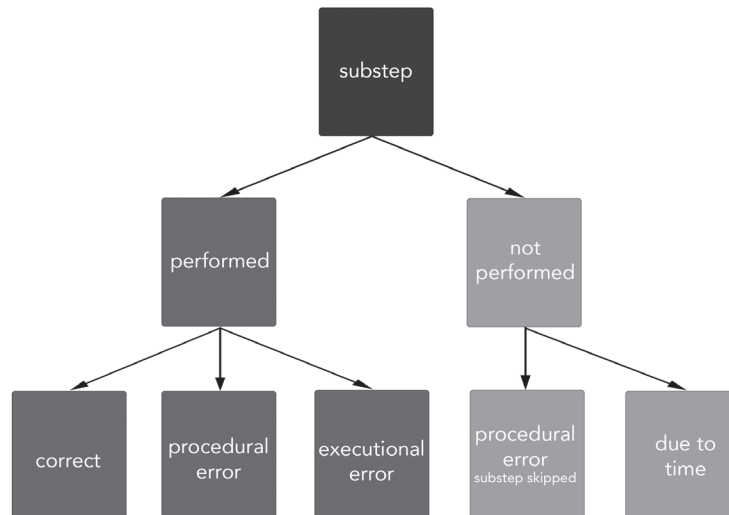 substep
performed
not
performed
correct
procedural
error
executional
error
procedural
error
substep skipped
due to
time